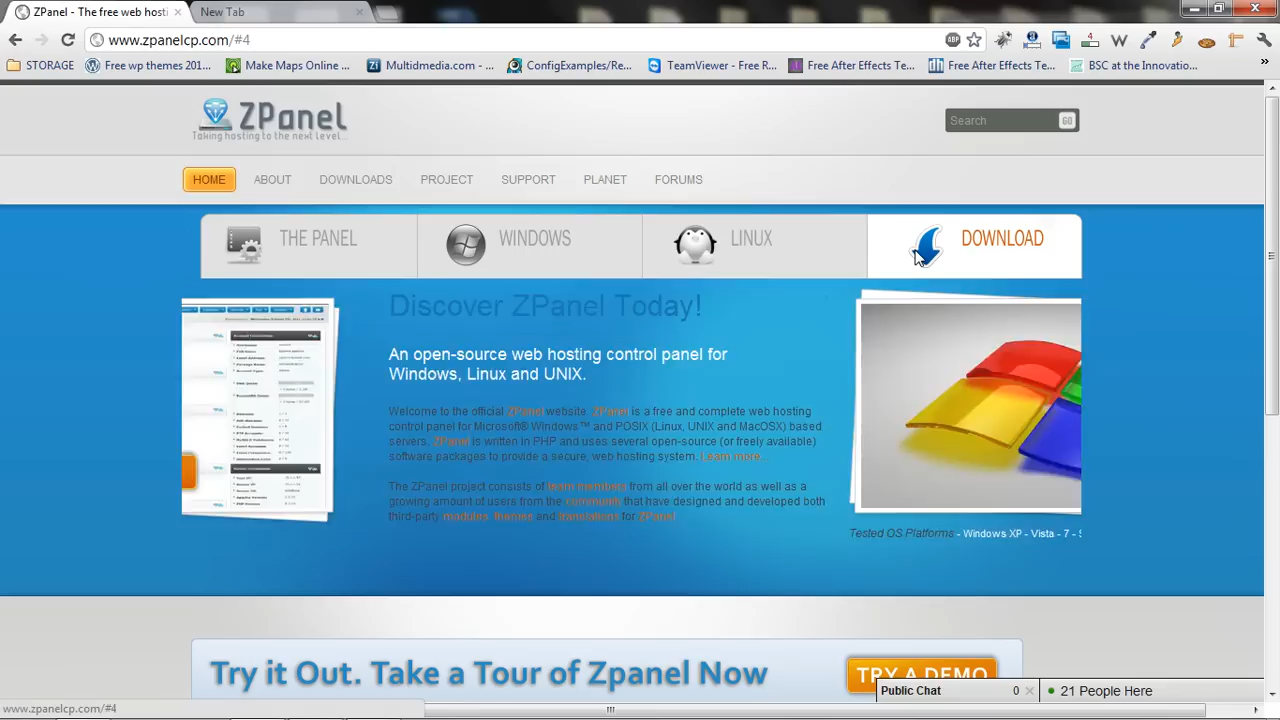 ZPanel - The free web hosti
New Tab
www.zpanelcp.com/#4
ABP
STORAGE
Free wp themes 201...
Make Maps Online ...
Multidmedia.com - ...
ConfigExamples/Re...
TeamViewer - Free R...
Free After Effects Te...
Free After Effects Te...
BSC at the Innovatio...
ZPanel
Taking hosting to the next level...
Search
GO
HOME
ABOUT
DOWNLOADS
PROJECT
SUPPORT
PLANET
FORUMS
THE PANEL
WINDOWS
LINUX
DOWNLOAD
Discover ZPanel Today!
An open-source web hosting control panel for
Windows, Linux and UNIX.
Welcome to the official ZPanel website. ZPanel is a free to complete web hosting
control panel for Microsoft Windows™ and POSIX (Linux, UNIX and MacOSX) based
servers. ZPanel is written in PHP and uses several open-source (or freely available)
software packages to provide a secure, web hosting system. Learn more...
The ZPanel project consists of team members from all over the world as well as a
growing amount of users from the community that have designed and developed both
third-party modules, themes and translations for ZPanel.
Tested OS Platforms - Windows XP - Vista - 7 - S
Try it Out. Take a Tour of Zpanel Now
TRY A DEMO
Public Chat
0
21 People Here
www.zpanelcp.com/#4